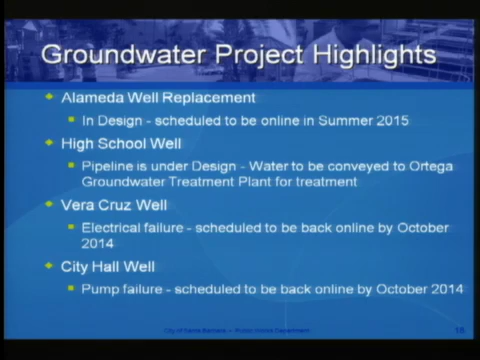 Groundwater Project Highlights
Alameda Well Replacement
In Design - scheduled to be online in Summer 2015
High School Well
Pipeline is under Design - Water to be conveyed to Ortega
Groundwater Treatment Plant for treatment
Vera Cruz Well
Electrical failure - scheduled to be back online by October
2014
City Hall Well
Pump failure - scheduled to be back online by October 2014
City of Santa Barbara — Public Works Department